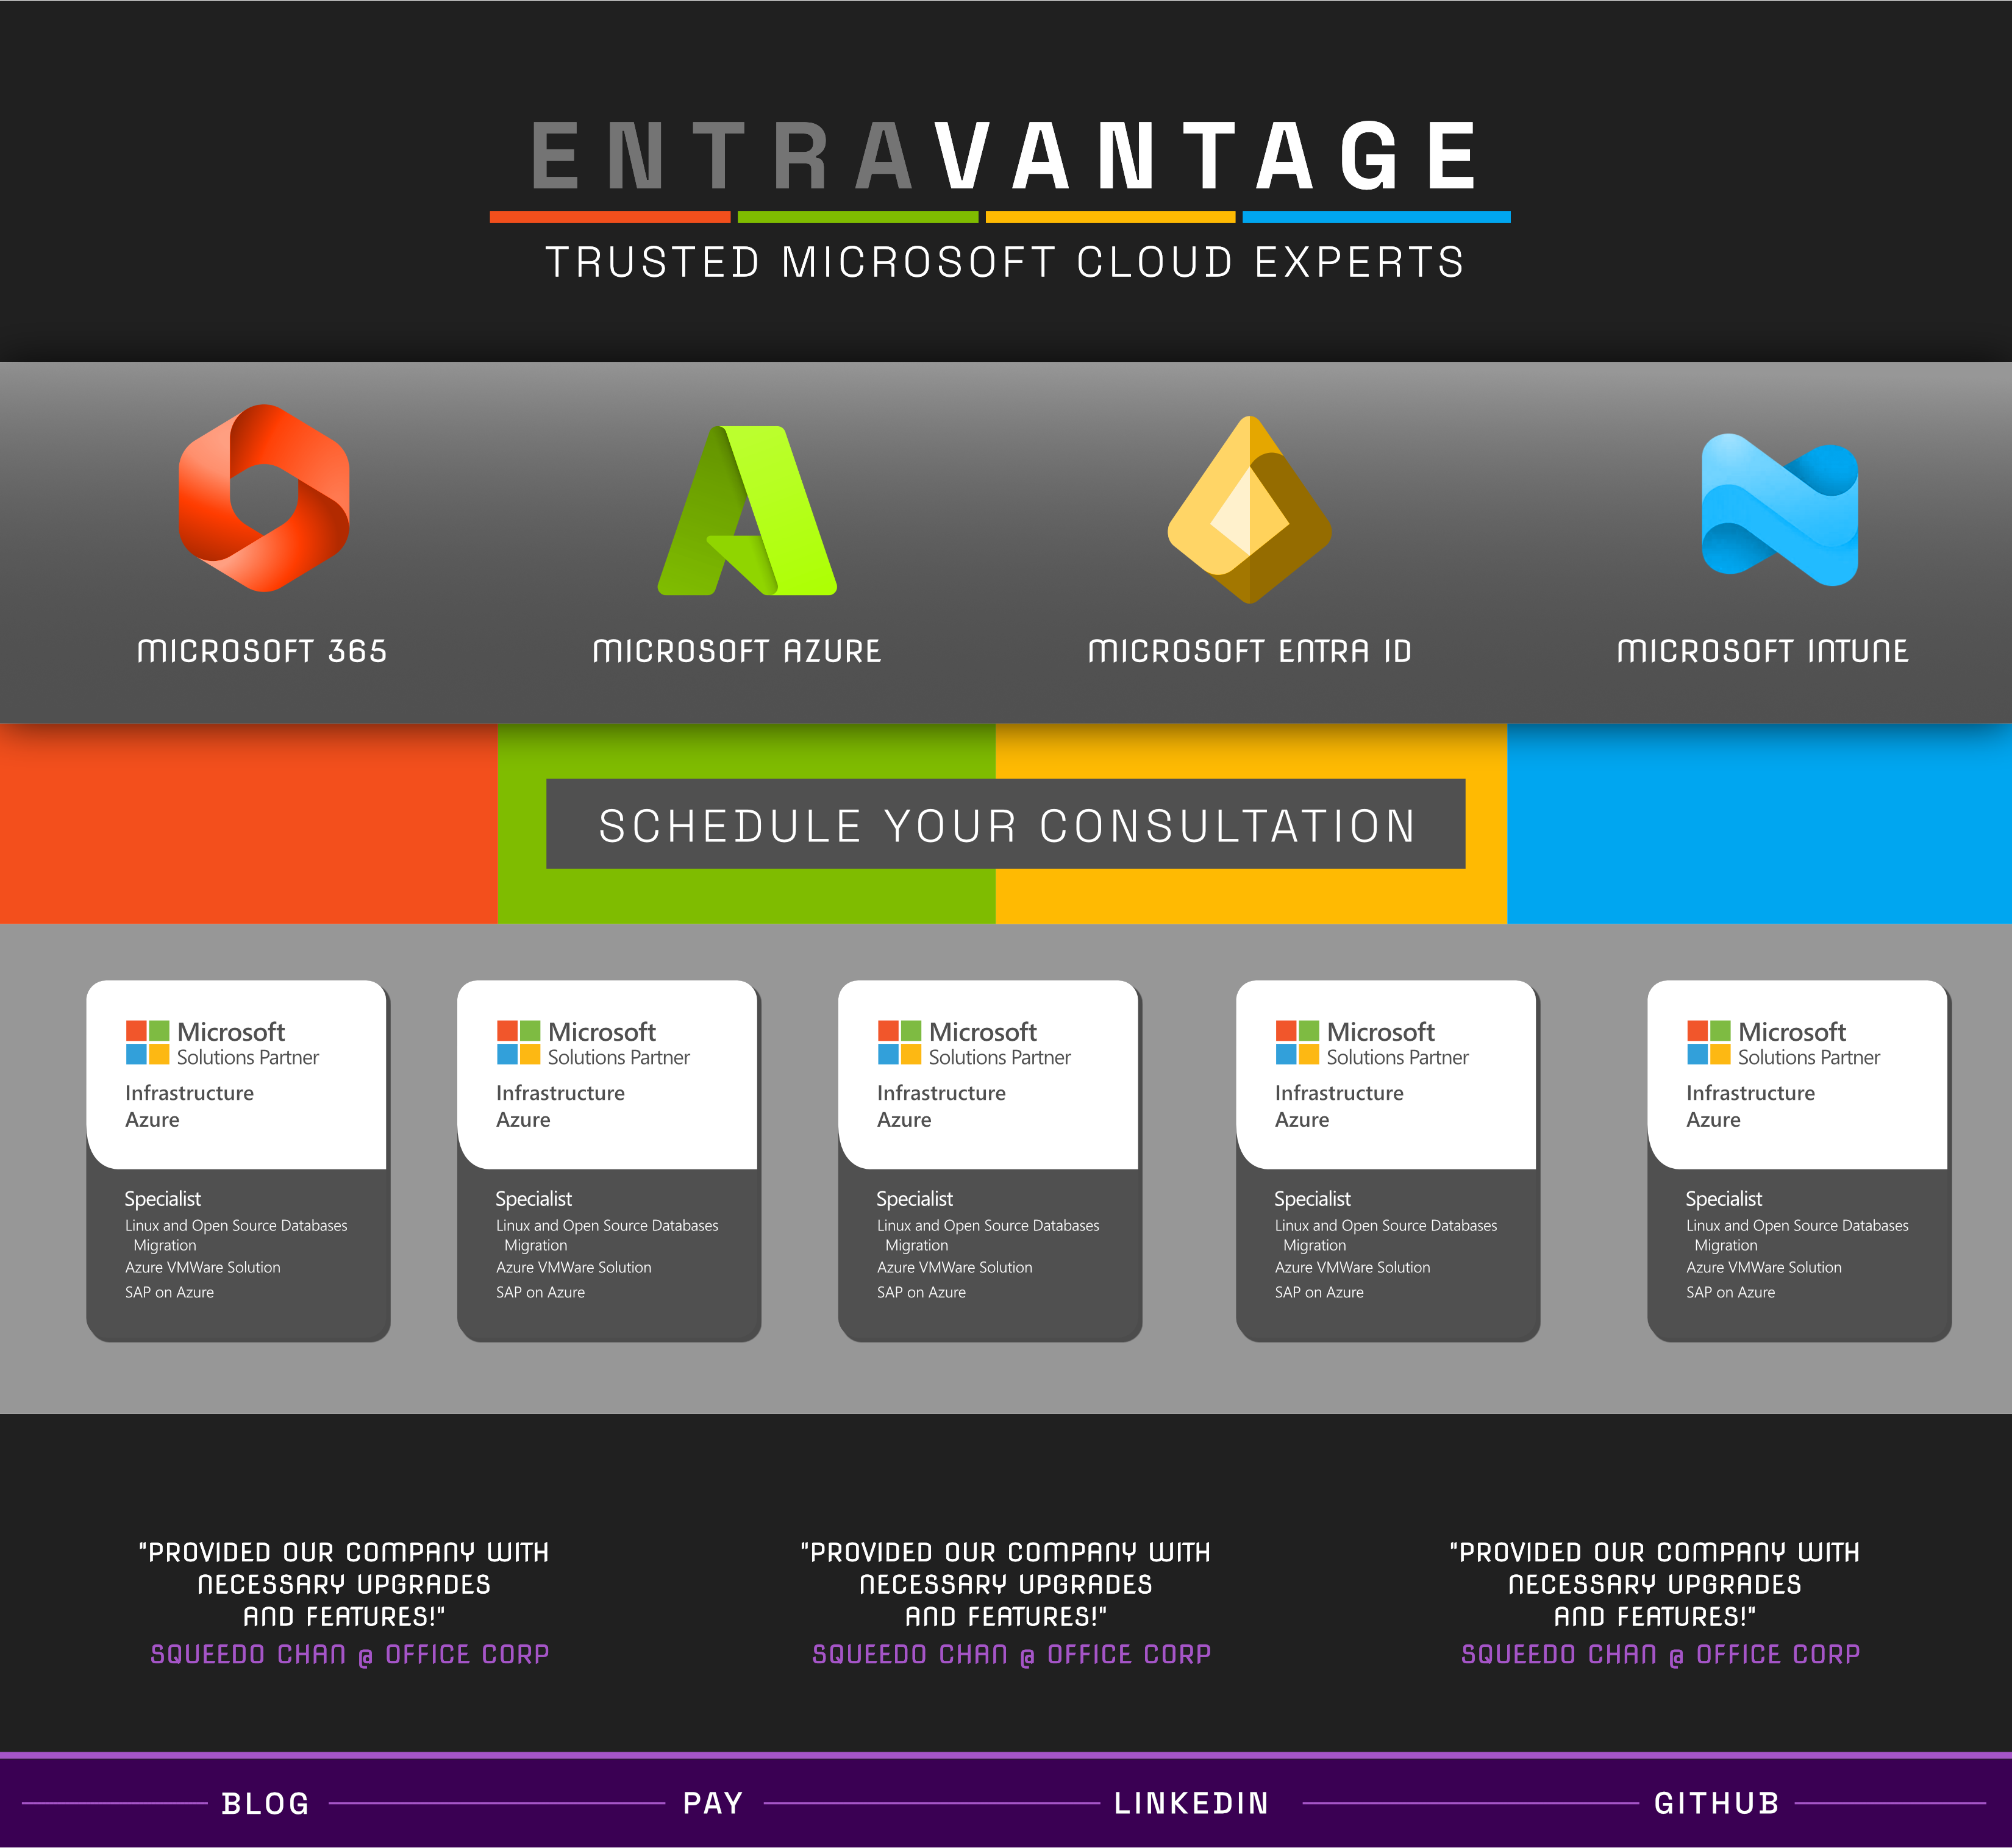 ENTRAVANTAGE
TRUSTED MICROSOFT CLOUD EXPERTS
MICROSOFT 365
MICROSOFT AZURE
MICROSOFT ENTRA ID
MICROSOFT INTUNE
SCHEDULE YOUR CONSULTATION
Microsoft
Solutions Partner
Infrastructure
Azure
Specialist
Linux and Open Source Databases
Migration
Azure VMWare Solution
SAP on Azure
Microsoft
Solutions Partner
Infrastructure
Azure
Specialist
Linux and Open Source Databases
Migration
Azure VMWare Solution
SAP on Azure
Microsoft
Solutions Partner
Infrastructure
Azure
Specialist
Linux and Open Source Databases
Migration
Azure VMWare Solution
SAP on Azure
Microsoft
Solutions Partner
Infrastructure
Azure
Specialist
Linux and Open Source Databases
Migration
Azure VMWare Solution
SAP on Azure
Microsoft
Solutions Partner
Infrastructure
Azure
Specialist
Linux and Open Source Databases
Migration
Azure VMWare Solution
SAP on Azure
"PROVIDED OUR COMPANY WITH
NECESSARY UPGRADES
AND FEATURES!"
SQUEEDO CHAN @ OFFICE CORP
"PROVIDED OUR COMPANY WITH
NECESSARY UPGRADES
AND FEATURES!"
SQUEEDO CHAN @ OFFICE CORP
"PROVIDED OUR COMPANY WITH
NECESSARY UPGRADES
AND FEATURES!"
SQUEEDO CHAN @ OFFICE CORP
BLOG
PAY
LINKEDIN
GITHUB